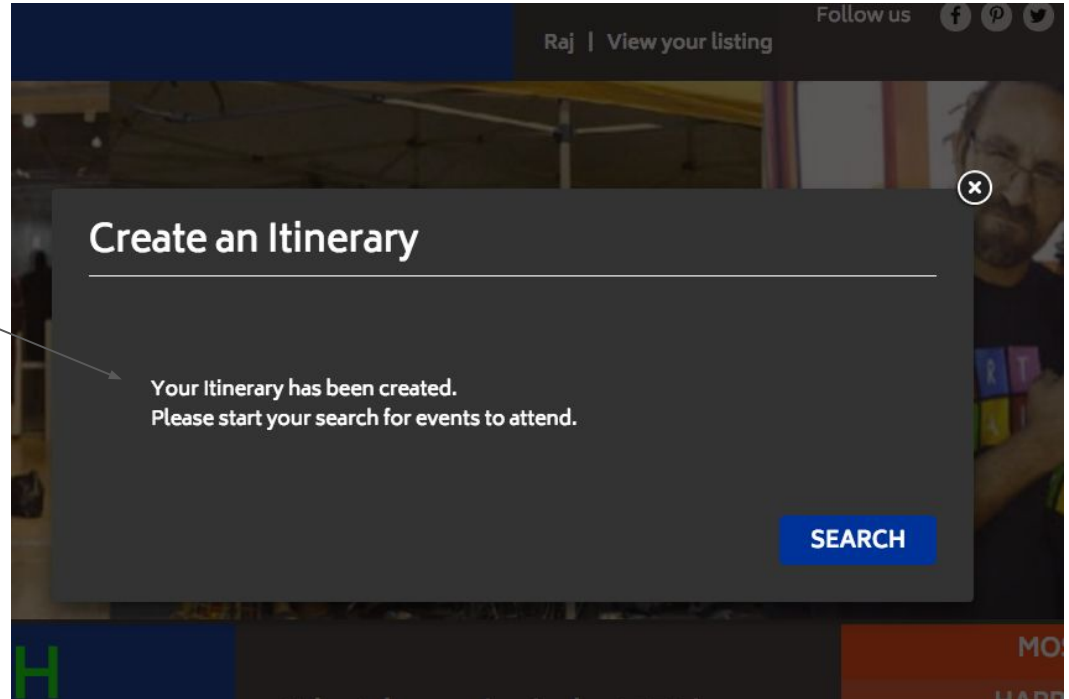 Follow us
Raj | View your listing
Create an Itinerary
Your Itinerary has been created.
Please start your search for events to attend.
SEARCH
R T
A
H